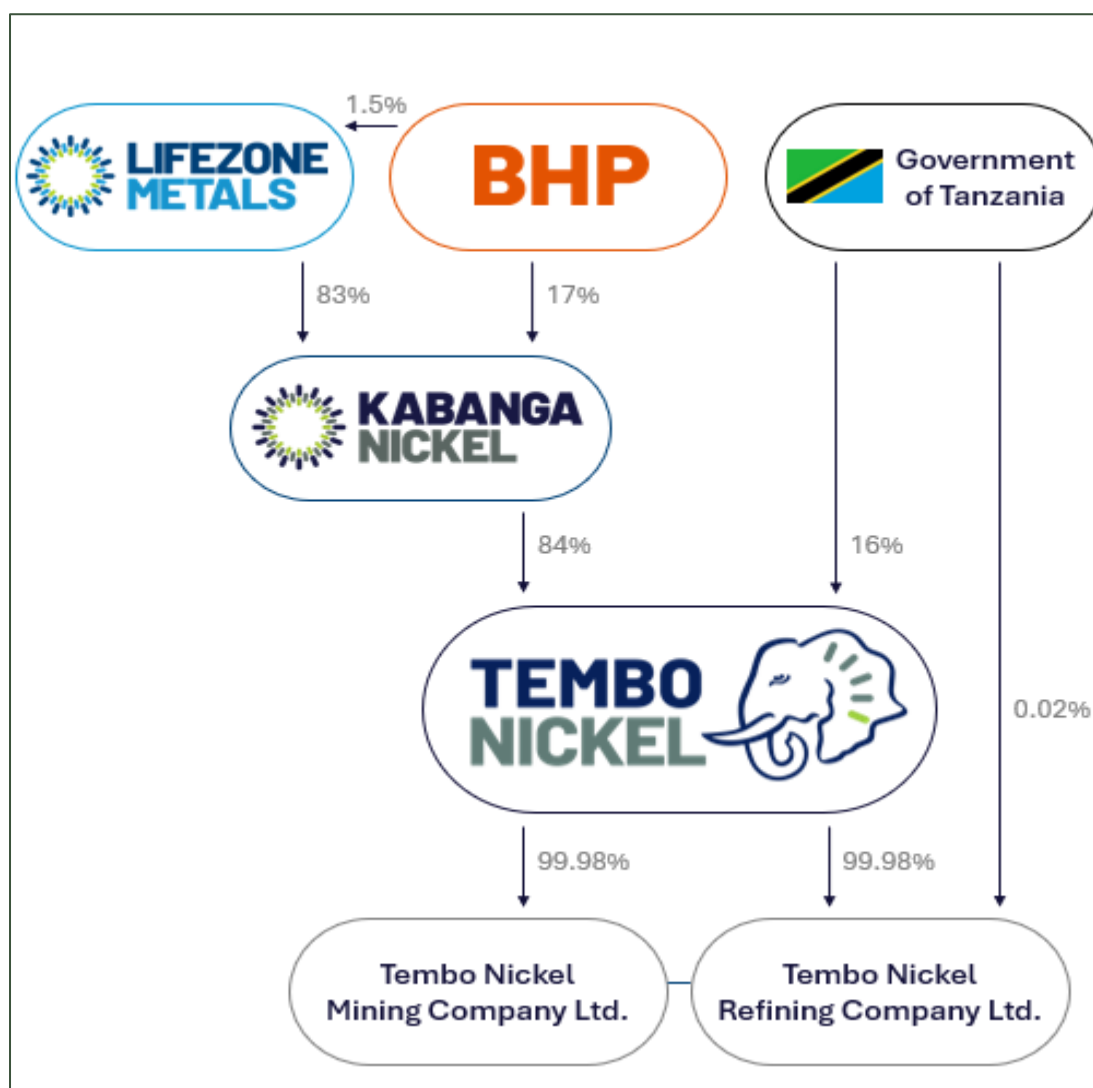 1.5%
LIFEZONE
METALS
BHP
Government
of Tanzania
83%
17%
KABANGA
NICKEL
84%
16%
TEMBO
NICKEL
0.02%
99.98%
99.98%
Tembo Nickel
Mining Company Ltd.
Tembo Nickel
Refining Company Ltd.